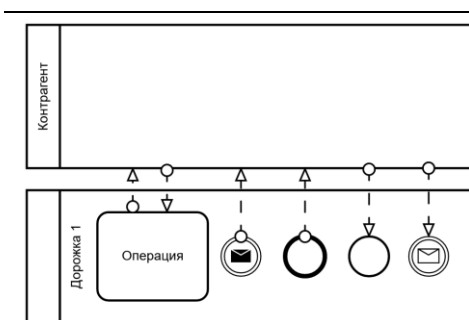 Контрагент
Дорожка 1
Операция